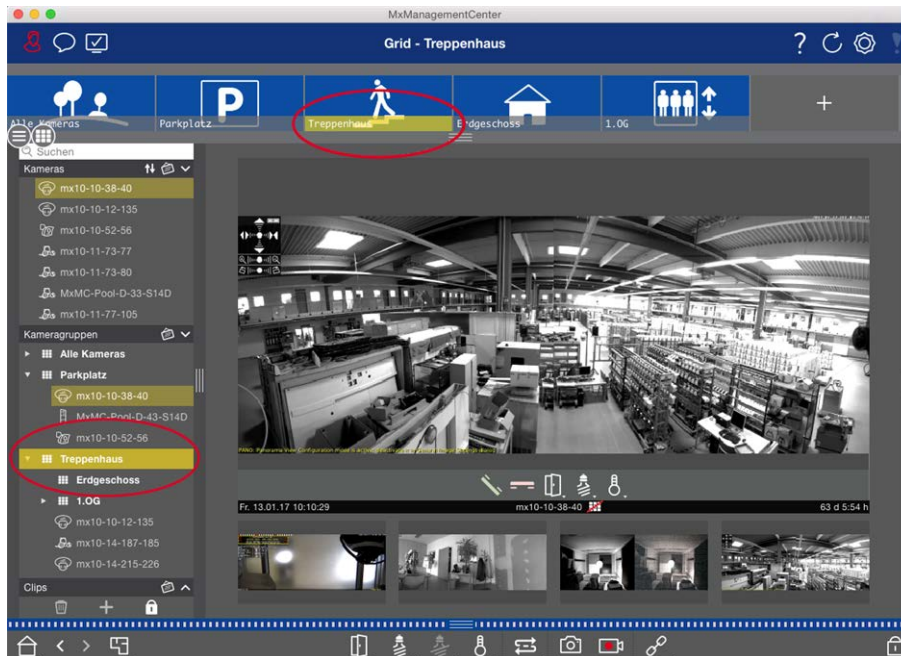 MxManagementCenter
Grid - Treppenhaus
?
P
Alle Kameras
Parkplatz
Treppenhaus
Erdgeschoss
1.OG
+
Suchen
Kameras
mx10-10-38-40
mx10-10-12-135
mx10-10-52-56
mx10-11-73-77
mx10-11-73-80
MxMC-Pool-D-33-S14D
mx10-11-77-105
Kameragruppen
Alle Kameras
Parkplatz
mx10-10-38-40
MxMC-Pool-D-43-S14D
mx10-10-52-56
Treppenhaus
Erdgeschoss
1.OG
mx10-10-12-135
mx10-14-187-185
mx10-14-215-226
Clips
Fr. 13.01.17 10:10:29
mx10-10-38-40
63 d 5:54 h